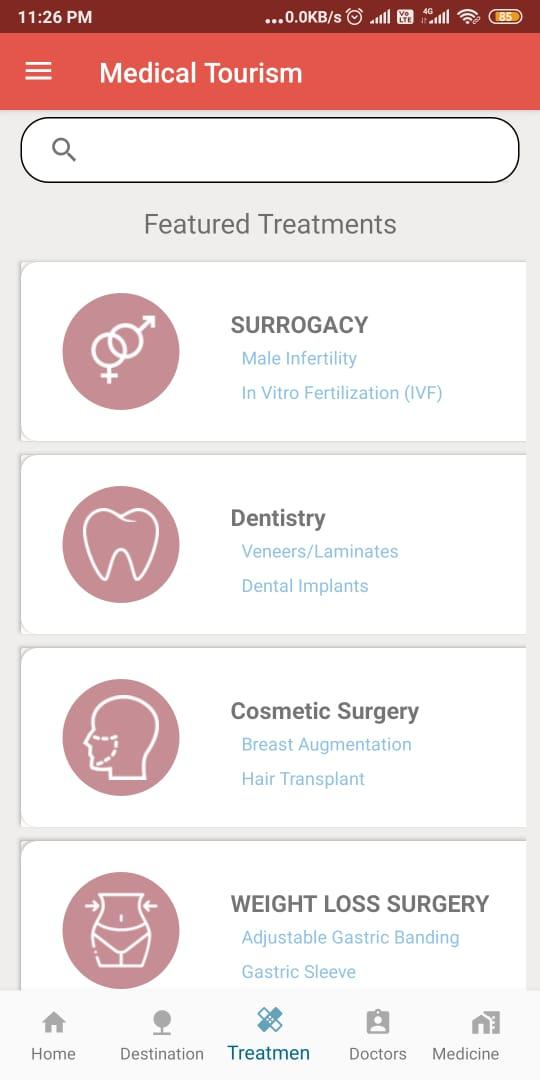 11:26 PM
...0.0KB/s
Vo LTE
4G
85
Medical Tourism
Featured Treatments
SURROGACY
Male Infertility
In Vitro Fertilization (IVF)
Dentistry
Veneers/Laminates
Dental Implants
Cosmetic Surgery
Breast Augmentation
Hair Transplant
WEIGHT LOSS SURGERY
Adjustable Gastric Banding
Gastric Sleeve
Home
Destination
Treatmen
Doctors
Medicine